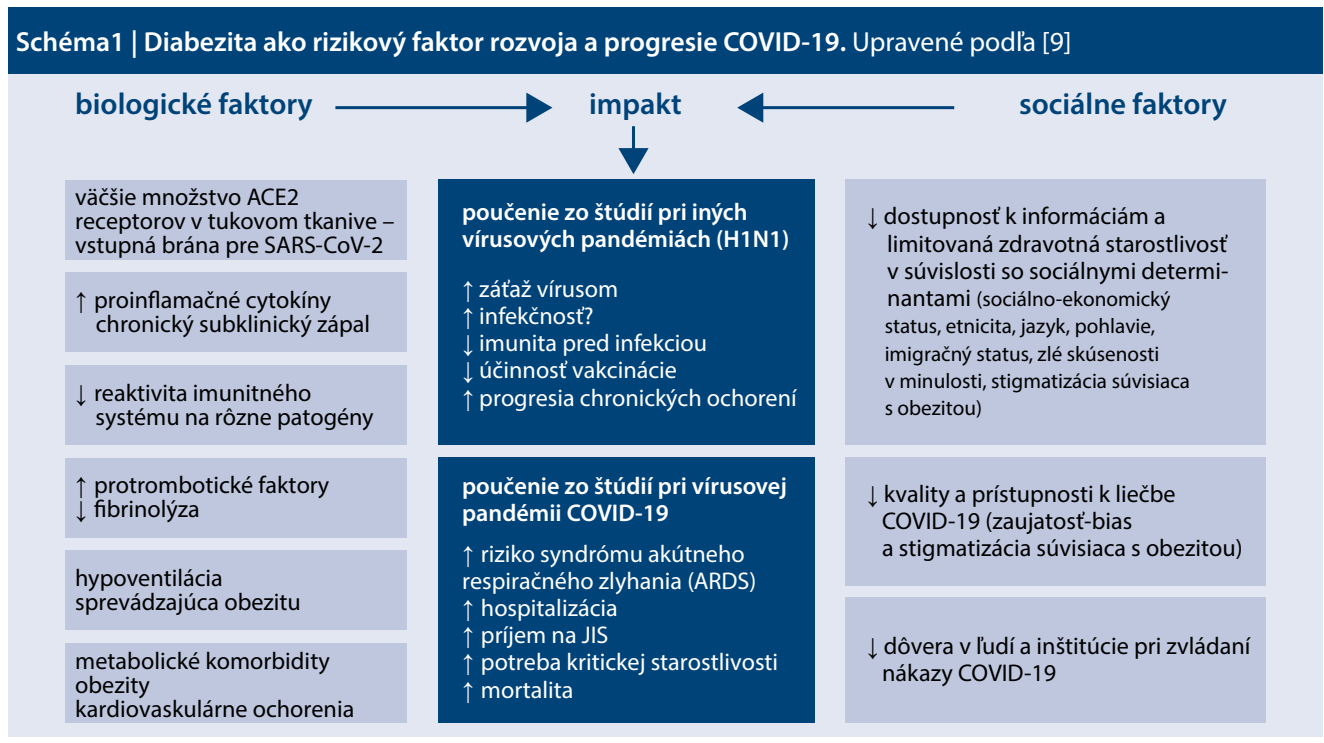 Schéma1 | Diabezita ako rizikový faktor rozvoja a progresie COVID-19. Upravené podľa [9]
biologické faktory
impakt
sociálne faktory
väčšie množstvo ACE2
receptorov v tukovom tkanive –
vstupná brána pre SARS-CoV-2
↑ proinflamačné cytokíny
chronický subklinický zápal
↓ reaktivita imunitného
systému na rôzne patogény
↑ protrombotické faktory
↓ fibrinolýza
hypoventilácia
sprevádzajúca obezitu
metabolické komorbidity
obezity
kardiovaskulárne ochorenia
poučenie zo štúdií pri iných
vírusových pandémiách (H1N1)
↑ záťaž vírusom
↑ infekčnosť?
↓ imunita pred infekciou
↓ účinnosť vakcinácie
↑ progresia chronických ochorení
poučenie zo štúdií pri vírusovej
pandémii COVID-19
↑ riziko syndrómu akútneho
respiračného zlyhania (ARDS)
↑ hospitalizácia
↑ príjem na JIS
↑ potreba kritickej starostlivosti
↑ mortalita
↓ dostupnosť k informáciám a
limitovaná zdravotná starostlivosť
v súvislosti so sociálnymi determi-
nantami (sociálno-ekonomický
status, etnicita, jazyk, pohlavie,
imigračný status, zlé skúsenosti
v minulosti, stigmatizácia súvisiaca
s obezitou)
↓ kvality a prístupnosti k liečbe
COVID-19 (zaujatosť-bias
a stigmatizácia súvisiaca s obezitou)
↓ dôvera v ľudí a inštitúcie pri zvládaní
nákazy COVID-19